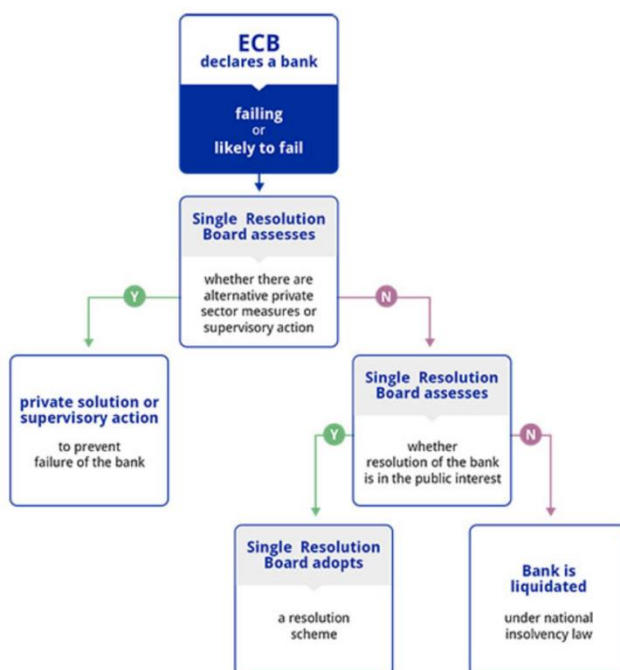 ECB
declares a bank
failing
or
likely to fail
Single Resolution
Board assesses
whether there are
alternative private
sector measures or
supervisory action
Y
N
private solution or
supervisory action
to prevent
failure of the bank
Single Resolution
Board assesses
whether
resolution of the bank
is in the public interest
Y
N
Single Resolution
Board adopts
a resolution
scheme
Bank is
liquidated
under national
insolvency law